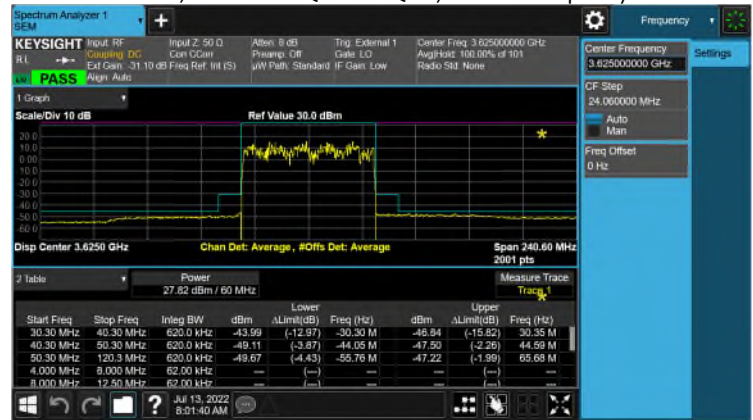 Spectrum Analyzer 1
SEM
Frequency
KEYSIGHT
Input: RF
Coupling: DC
Ext Gain: -31.10 dB
Align: Auto
Input Z: 50 Ω
Corr CCorr
Freq Ref: Int (S)
Atten: 8 dB
Preamp: Off
µW Path: Standard
Trig: External 1
Gate: LO
IF Gain: Low
Center Freq: 3.625000000 GHz
Avg|Hold: 100.00% of 101
Radio Std: None
PASS
Center Frequency
3.625000000 GHz
Settings
CF Step
24.060000 MHz
Auto
Man
Freq Offset
0 Hz
1 Graph
Scale/Div 10 dB
Ref Value 30.0 dBm
20.0
10.0
0.00
-10.0
-20.0
-30.0
-40.0
-50.0
-60.0
Disp Center 3.6250 GHz
Chan Det: Average, #Offs Det: Average
Span 240.60 MHz
2001 pts
2 Table
Power
27.82 dBm / 60 MHz
Measure Trace
Trace 1
Lower Upper
Start Freq Stop Freq Integ BW dBm ΔLimit(dB) Freq (Hz) dBm ΔLimit(dB) Freq (Hz)
30.30 MHz 40.30 MHz 620.0 kHz -43.99 (-12.97) -30.30 M -46.84 (-15.82) 30.35 M
40.30 MHz 50.30 MHz 620.0 kHz -49.11 (-3.87) -44.05 M -47.50 (-2.26) 44.59 M
50.30 MHz 120.3 MHz 620.0 kHz -49.67 (-4.43) -55.76 M -47.22 (-1.99) 65.68 M
4.000 MHz 8.000 MHz 62.00 kHz --- (---) --- (---)
8.000 MHz 12.50 MHz 62.00 kHz --- (---) --- (---)
Jul 13, 2022
8:01:40 AM